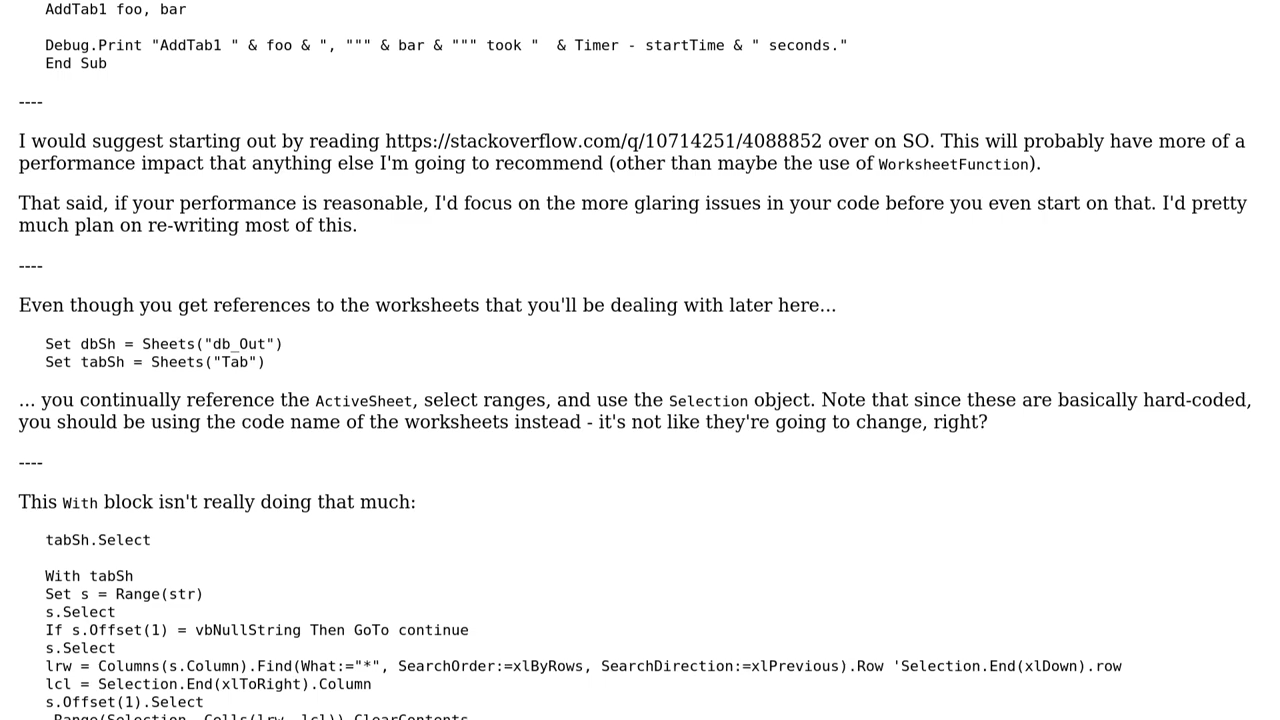 AddTab1 foo, bar
Debug.Print "AddTab1 " & foo & ", """ & bar & """ took "  & Timer - startTime & " seconds."
End Sub
----
I would suggest starting out by reading https://stackoverflow.com/q/10714251/4088852 over on SO. This will probably have more of a
performance impact that anything else I'm going to recommend (other than maybe the use of WorksheetFunction).
That said, if your performance is reasonable, I'd focus on the more glaring issues in your code before you even start on that. I'd pretty
much plan on re-writing most of this.
----
Even though you get references to the worksheets that you'll be dealing with later here...
Set dbSh = Sheets("db_Out")
Set tabSh = Sheets("Tab")
... you continually reference the ActiveSheet, select ranges, and use the Selection object. Note that since these are basically hard-coded,
you should be using the code name of the worksheets instead - it's not like they're going to change, right?
----
This With block isn't really doing that much:
tabSh.Select
With tabSh
Set s = Range(str)
s.Select
If s.Offset(1) = vbNullString Then GoTo continue
s.Select
lrw = Columns(s.Column).Find(What:="*", SearchOrder:=xlByRows, SearchDirection:=xlPrevious).Row 'Selection.End(xlDown).row
lcl = Selection.End(xlToRight).Column
s.Offset(1).Select
.Range(Selection, Cells(lrw, lcl)).ClearContents